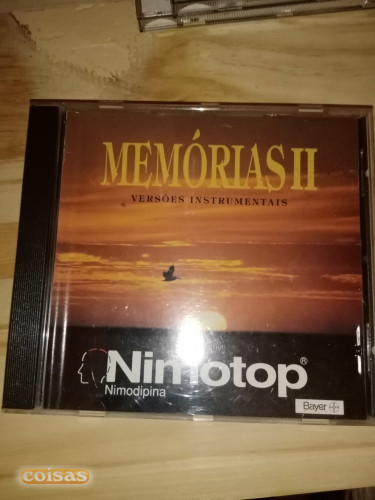 MEMÓRIAS II
VERSÕES INSTRUMENTAIS
Nimotop®
Nimodipina
Bayer
coisas